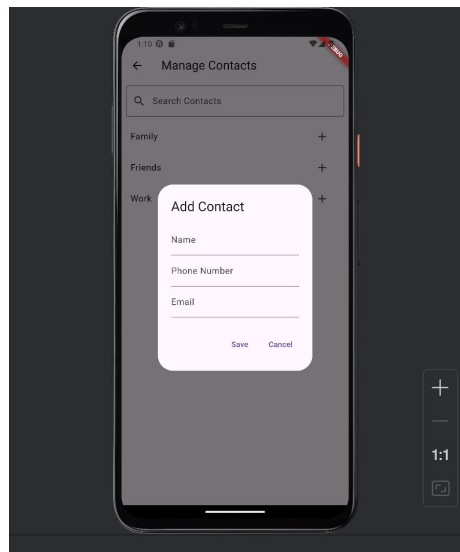 1:10
DEBUG
Manage Contacts
Search Contacts
Family
Friends
Work
Add Contact
Name
Phone Number
Email
Save Cancel
1:1